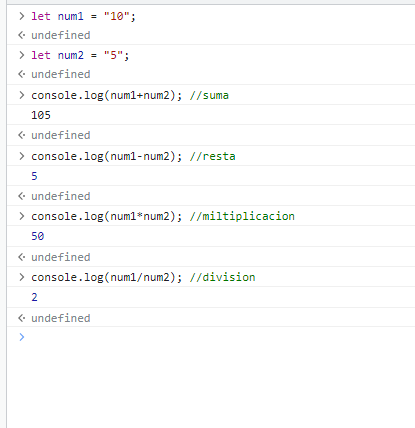 > let num1 = "10";
<· undefined
> let num2 = "5";
<· undefined
> console.log(num1+num2); //suma
105
<· undefined
> console.log(num1-num2); //resta
5
<· undefined
> console.log(num1*num2); //miltiplicacion
50
<· undefined
> console.log(num1/num2); //division
2
<· undefined
>